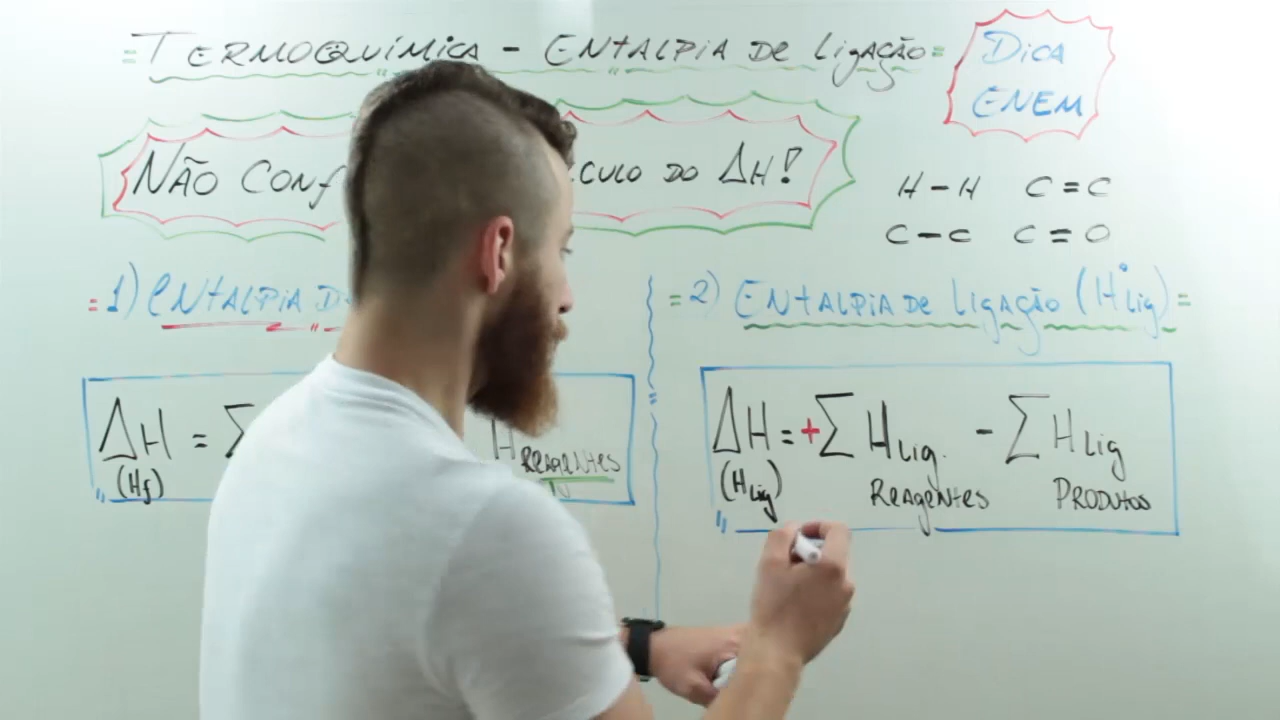 = TERMOQUÍMICA - ENTALPIA DE LIGAÇÃO =
DICA
ENEM
NÃO CONF CULO DO ΔH!
H-H C=C
C-C C=O
= 1) ENTALPIA D
= 2) ENTALPIA DE LIGAÇÃO (H°Lig) =
ΔH = Σ H REAGENTES
(Hf)
ΔH = + Σ HLig. - Σ HLig
(HLig) REAGENTES PRODUTOS